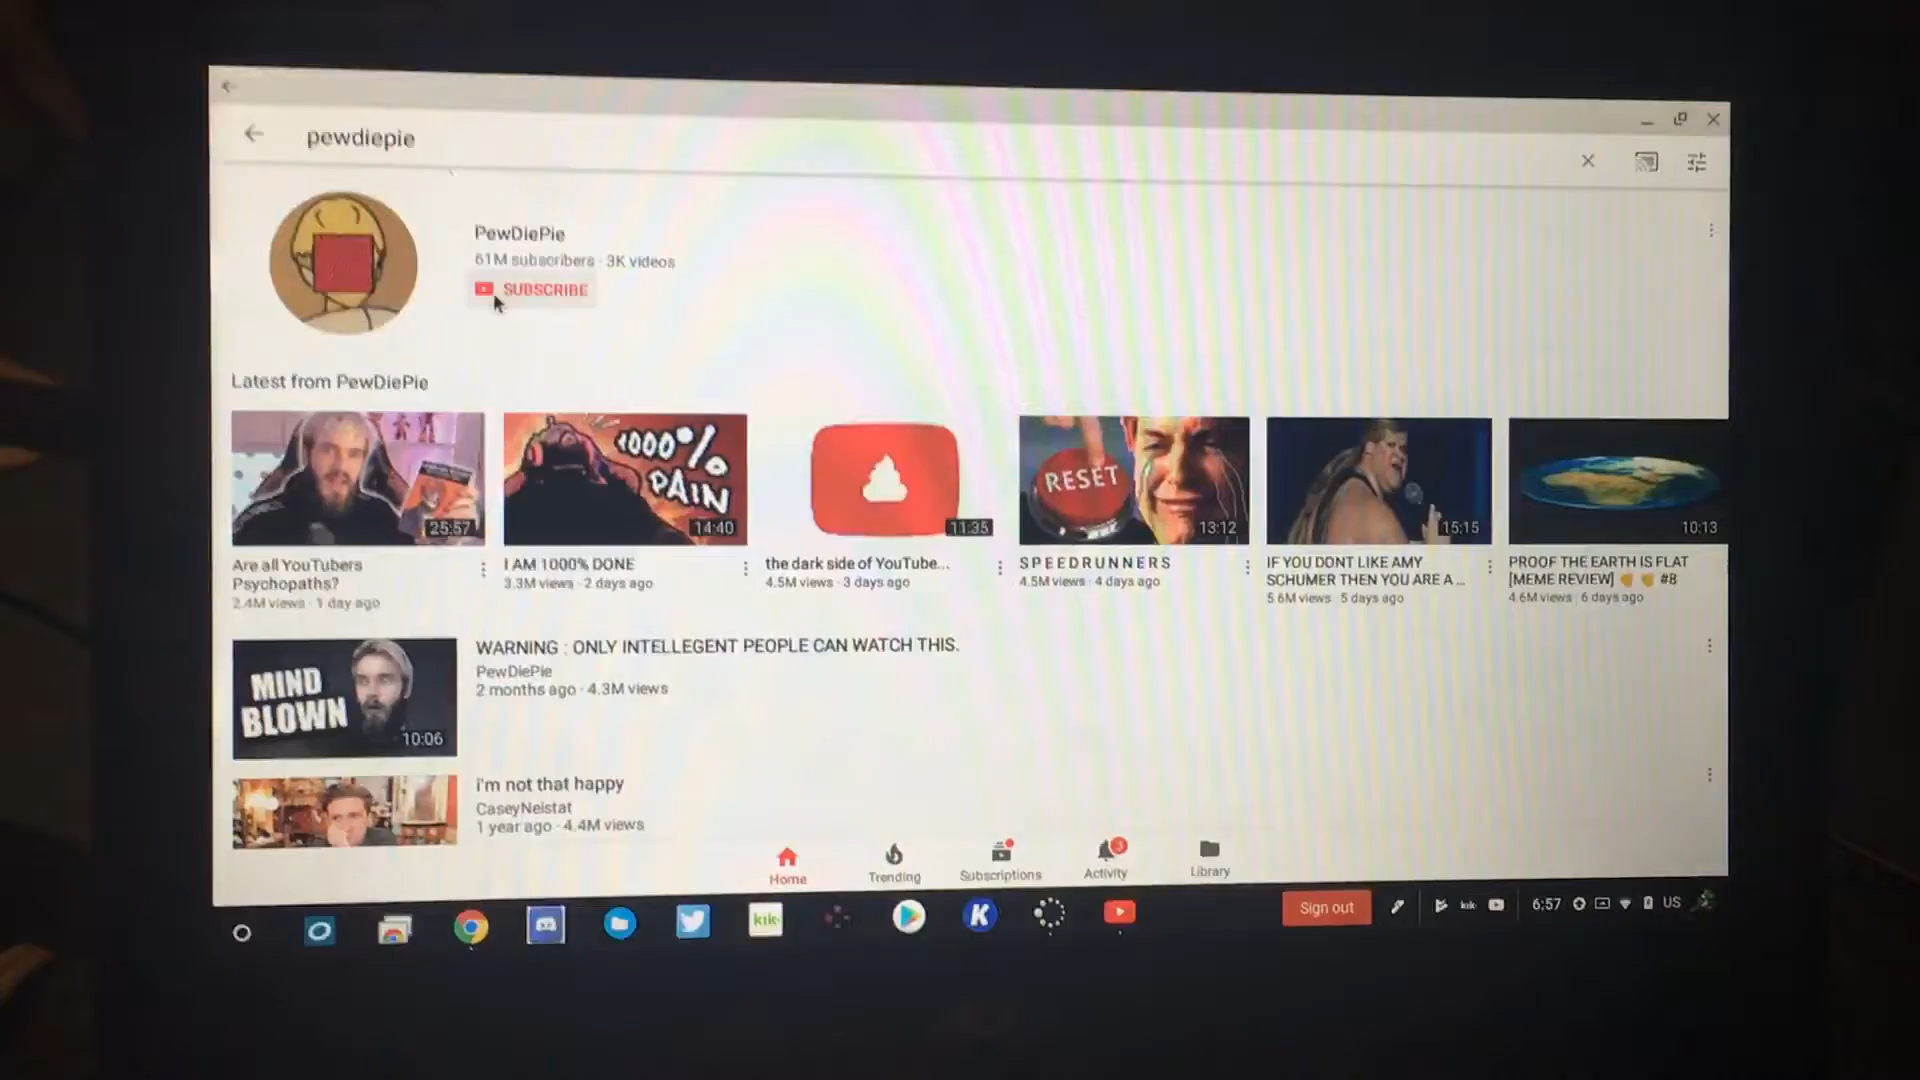 pewdiepie
PewDiePie
61M subscribers · 3K videos
SUBSCRIBE
Latest from PewDiePie
25:57
1000%
PAIN
14:40
11:35
RESET
13:12
15:15
10:13
Are all YouTubers
Psychopaths?
2.4M views · 1 day ago
I AM 1000% DONE
3.3M views · 2 days ago
the dark side of YouTube...
4.5M views · 3 days ago
S P E E D R U N N E R S
4.5M views · 4 days ago
IF YOU DONT LIKE AMY
SCHUMER THEN YOU ARE A ...
5.6M views · 5 days ago
PROOF THE EARTH IS FLAT
[MEME REVIEW] 👏 👏 #8
4.6M views · 6 days ago
MIND
BLOWN
10:06
WARNING : ONLY INTELLEGENT PEOPLE CAN WATCH THIS.
PewDiePie
2 months ago · 4.3M views
i'm not that happy
CaseyNeistat
1 year ago · 4.4M views
Home
Trending
Subscriptions
3
Activity
Library
kik
K
Sign out
kik
6:57
US